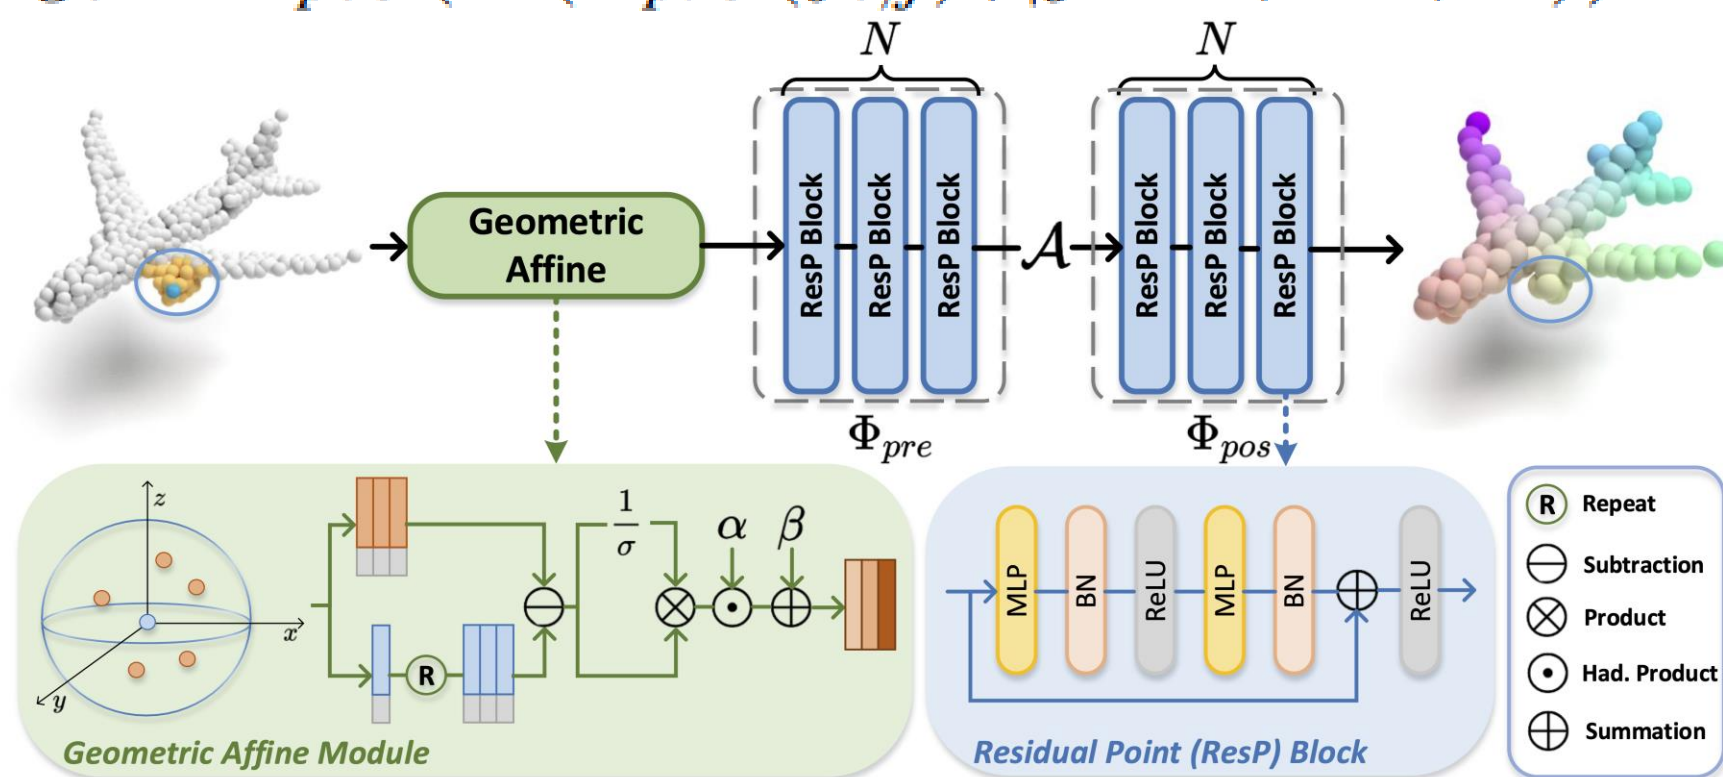 N
N
Geometric
Affine
ResP Block
ResP Block
ResP Block
𝒜
ResP Block
ResP Block
ResP Block
Φpre
Φpos
z
x
y
R
1
σ
α
β
Geometric Affine Module
MLP
BN
ReLU
MLP
BN
ReLU
Residual Point (ResP) Block
R Repeat
Subtraction
Product
Had. Product
Summation